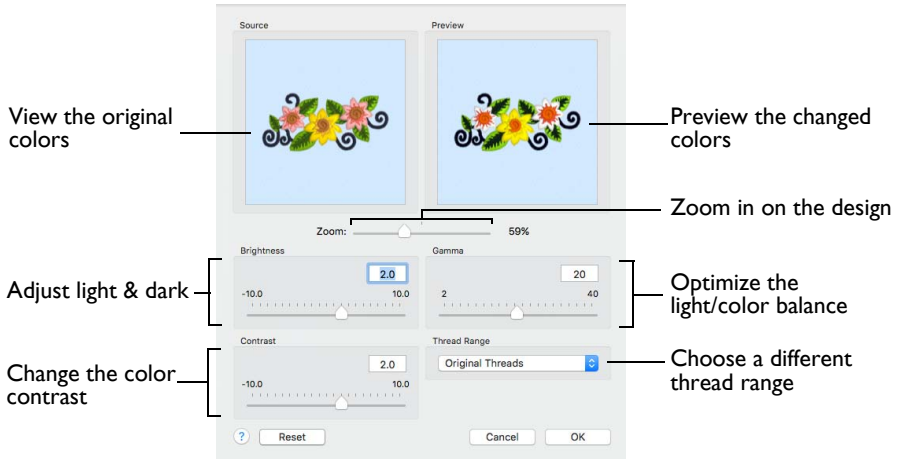 Source
Preview
View the original
colors
Preview the changed
colors
Zoom in on the design
Zoom:
59%
Brightness
Gamma
2.0
20
-10.0
10.0
2
40
Adjust light & dark
Optimize the
light/color balance
Contrast
Thread Range
2.0
Original Threads
-10.0
10.0
Change the color
contrast
Choose a different
thread range
?
Reset
Cancel
OK